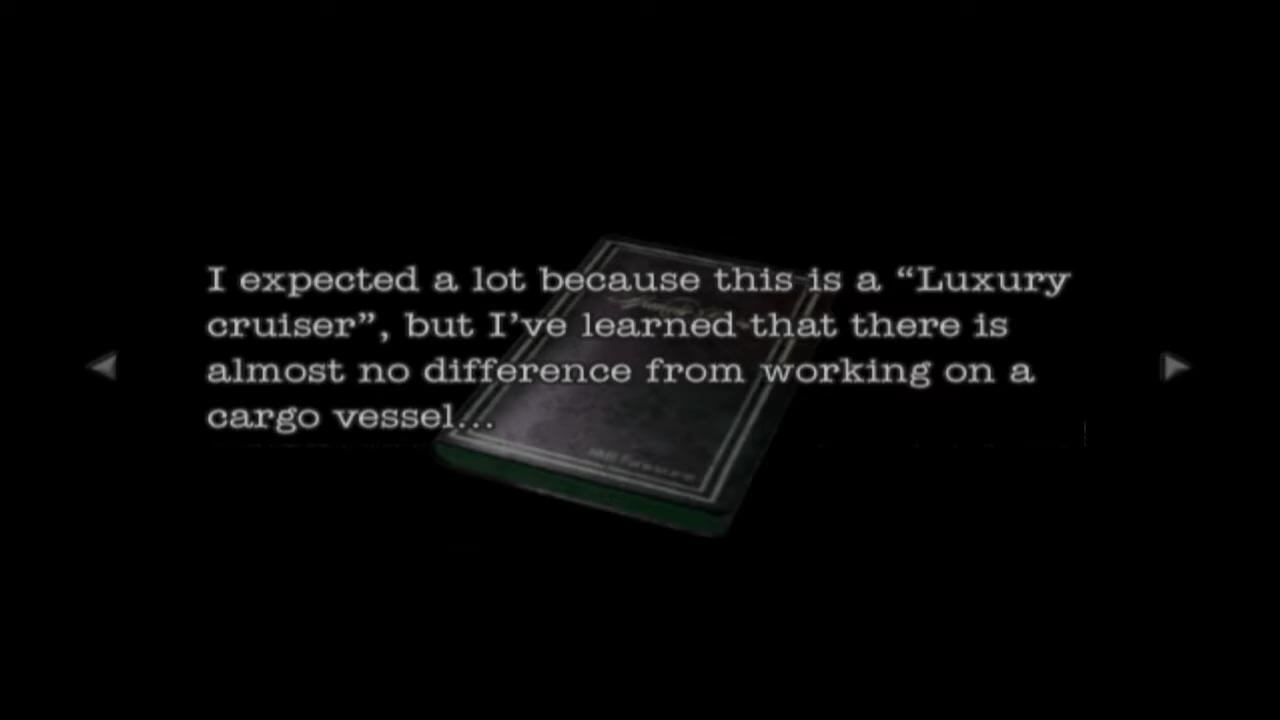 I expected a lot because this is a “Luxury
cruiser”, but I’ve learned that there is
almost no difference from working on a
cargo vessel...